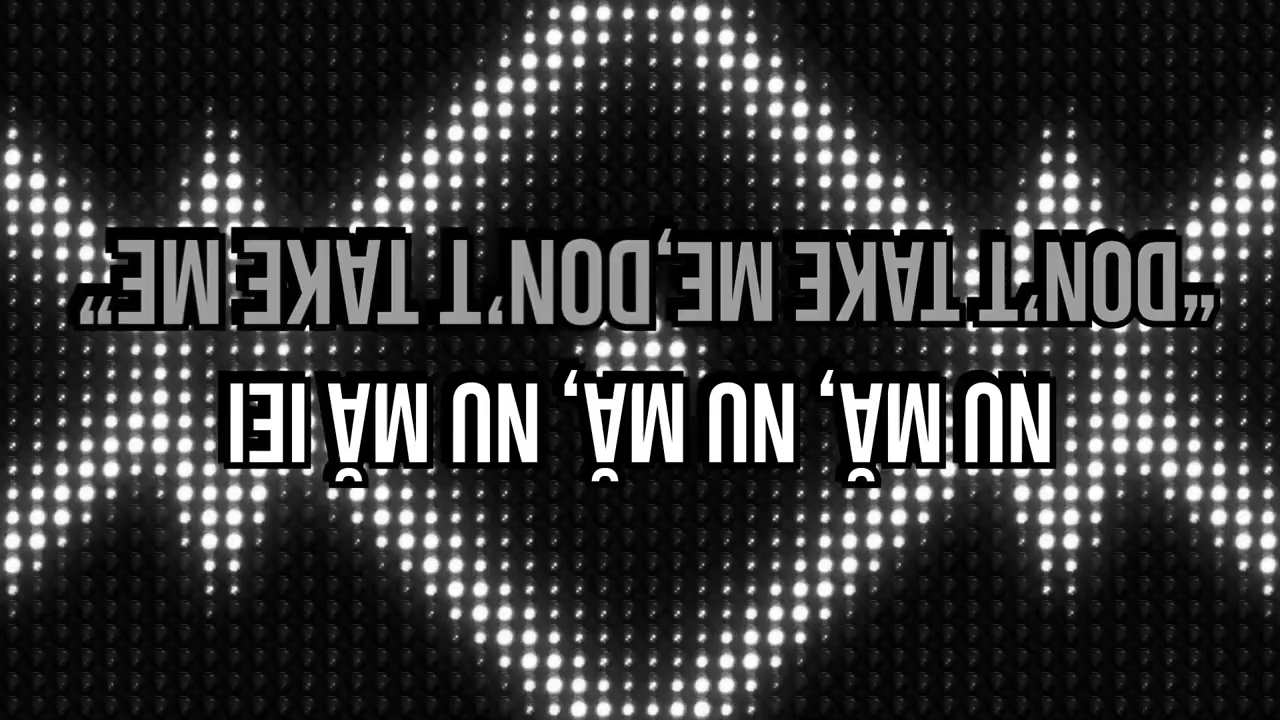 NU MĂ, NU MĂ, NU MĂ IEI
“DON’T TAKE ME,DON’T TAKE ME”